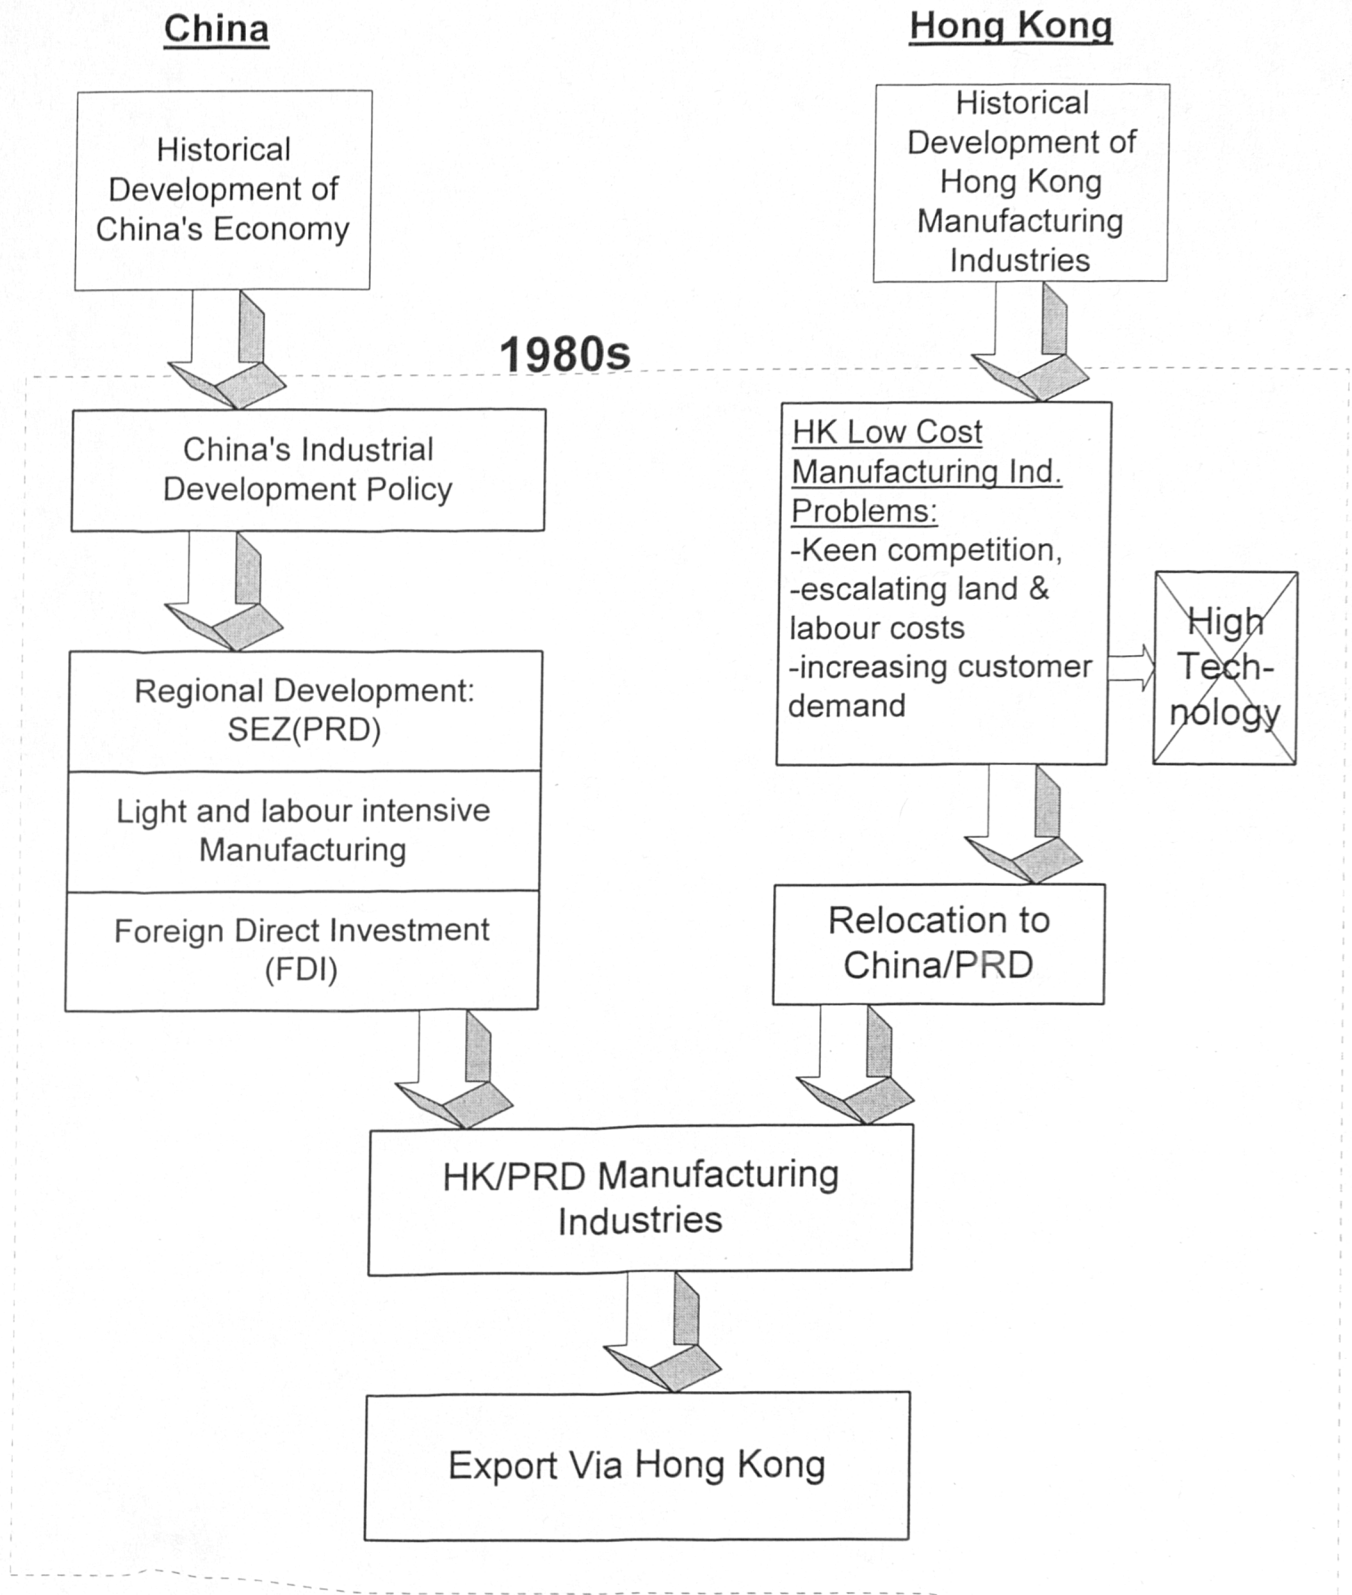 China
Hong Kong
Historical
Development of
China's Economy
Historical
Development of
Hong Kong
Manufacturing
Industries
1980s
China's Industrial
Development Policy
HK Low Cost
Manufacturing Ind.
Problems:
-Keen competition,
-escalating land &
labour costs
-increasing customer
demand
High
Tech-
nology
Regional Development:
SEZ(PRD)
Light and labour intensive
Manufacturing
Foreign Direct Investment
(FDI)
Relocation to
China/PRD
HK/PRD Manufacturing
Industries
Export Via Hong Kong